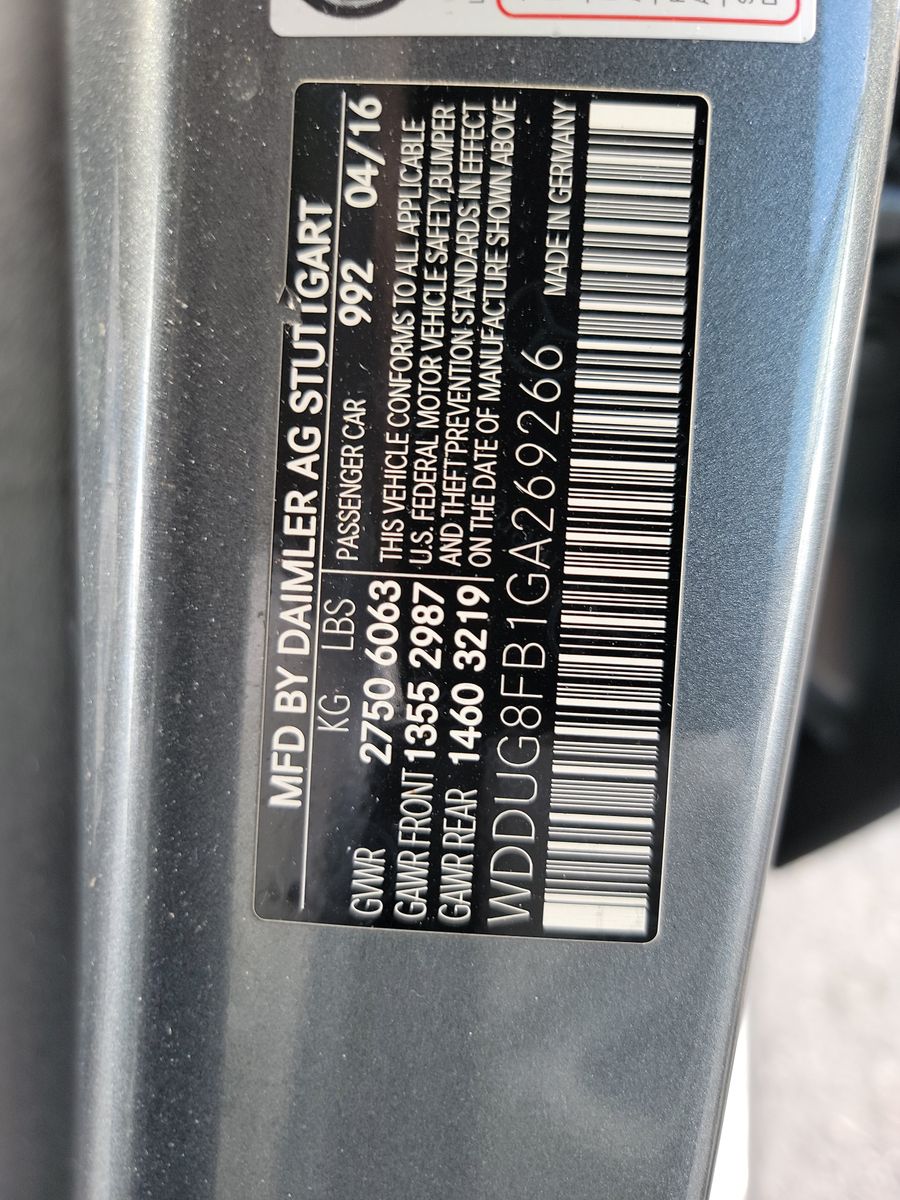 MFD BY DAIMLER AG STUTTGART
KG LBS PASSENGER CAR 992 04/16
GVWR 2750 6063 THIS VEHICLE CONFORMS TO ALL APPLICABLE
GAWR FRONT 1355 2987 U.S. FEDERAL MOTOR VEHICLE SAFETY,BUMPER
GAWR REAR 1460 3219 AND THEFT PREVENTION STANDARDS IN EFFECT
ON THE DATE OF MANUFACTURE SHOWN ABOVE
WDDUG8FB1GA269266 MADE IN GERMANY